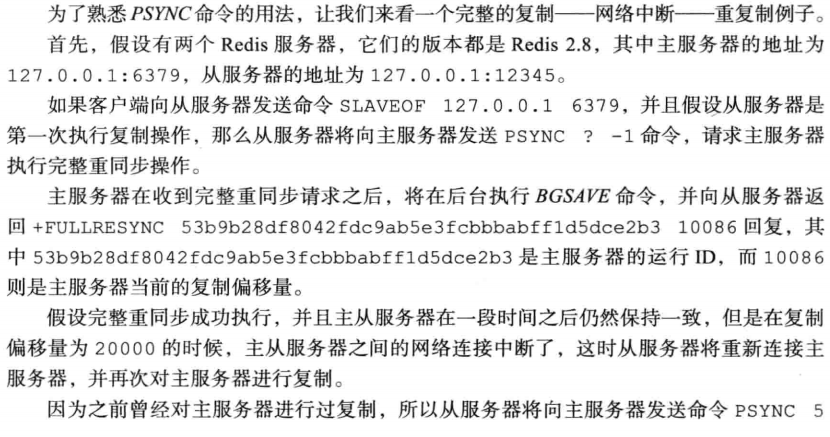 为了熟悉 PSYNC 命令的用法，让我们来看一个完整的复制——网络中断——重复制例子。
首先，假设有两个 Redis 服务器，它们的版本都是 Redis 2.8，其中主服务器的地址为
127.0.0.1:6379，从服务器的地址为 127.0.0.1:12345。
如果客户端向从服务器发送命令 SLAVEOF 127.0.0.1 6379，并且假设从服务器是
第一次执行复制操作，那么从服务器将向主服务器发送 PSYNC ? -1 命令，请求主服务器
执行完整重同步操作。
主服务器在收到完整重同步请求之后，将在后台执行 BGSAVE 命令，并向从服务器返
回 +FULLRESYNC 53b9b28df8042fdc9ab5e3fcbbbabff1d5dce2b3 10086 回复，其
中 53b9b28df8042fdc9ab5e3fcbbbabff1d5dce2b3 是主服务器的运行 ID，而 10086
则是主服务器当前的复制偏移量。
假设完整重同步成功执行，并且主从服务器在一段时间之后仍然保持一致，但是在复制
偏移量为 20000 的时候，主从服务器之间的网络连接中断了，这时从服务器将重新连接主
服务器，并再次对主服务器进行复制。
因为之前曾经对主服务器进行过复制，所以从服务器将向主服务器发送命令 PSYNC 5